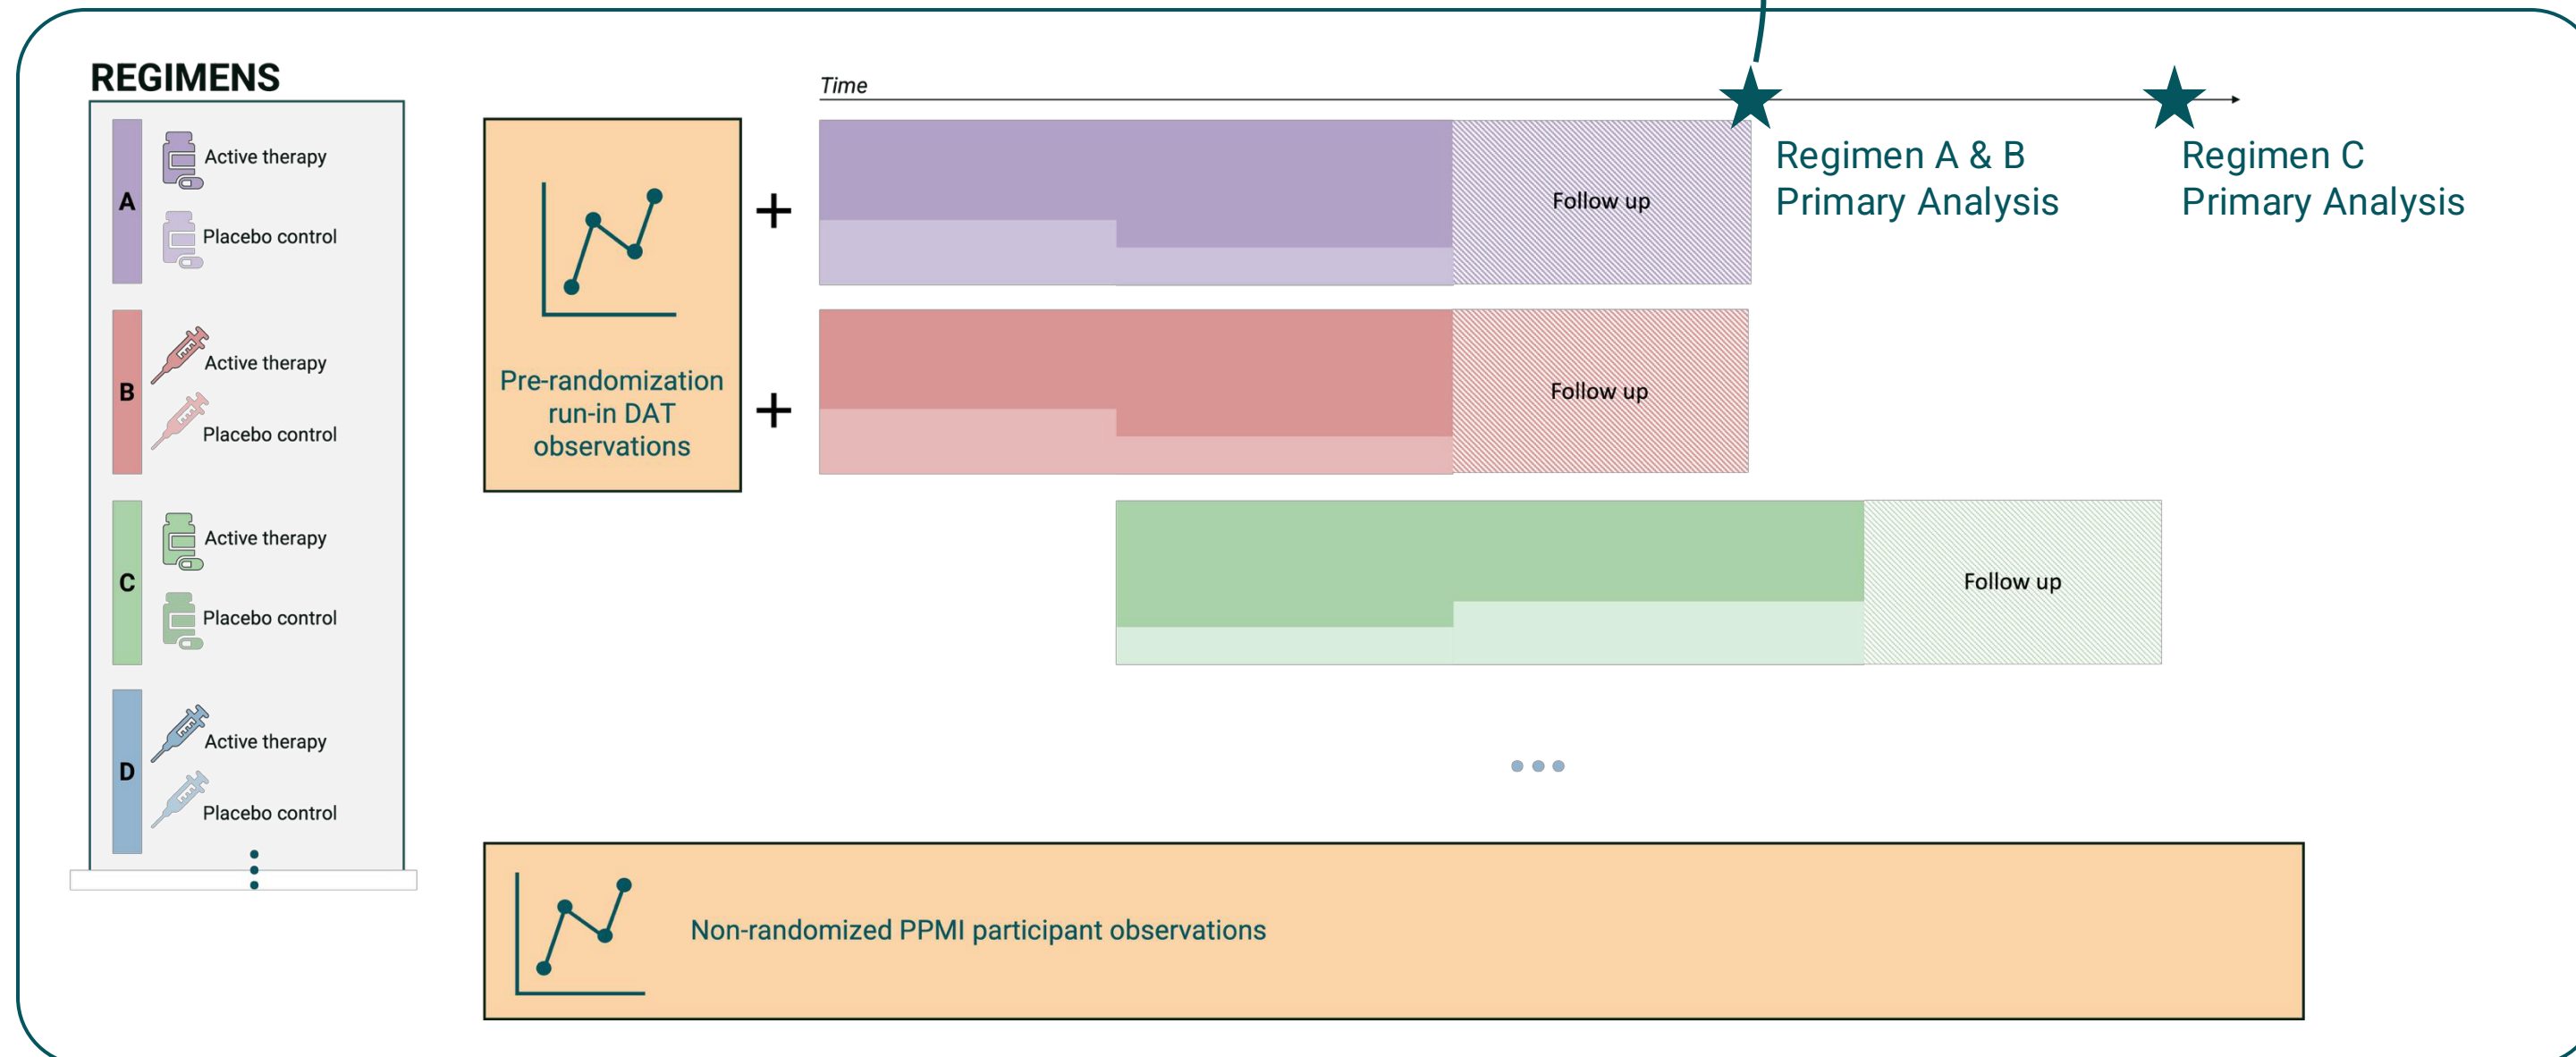 REGIMENS
A
Active therapy
Placebo control
B
Active therapy
Placebo control
C
Active therapy
Placebo control
D
Active therapy
Placebo control
Pre-randomization
run-in DAT
observations
+
+
Time
Follow up
Follow up
Follow up
Regimen A & B
Primary Analysis
Regimen C
Primary Analysis
Non-randomized PPMI participant observations